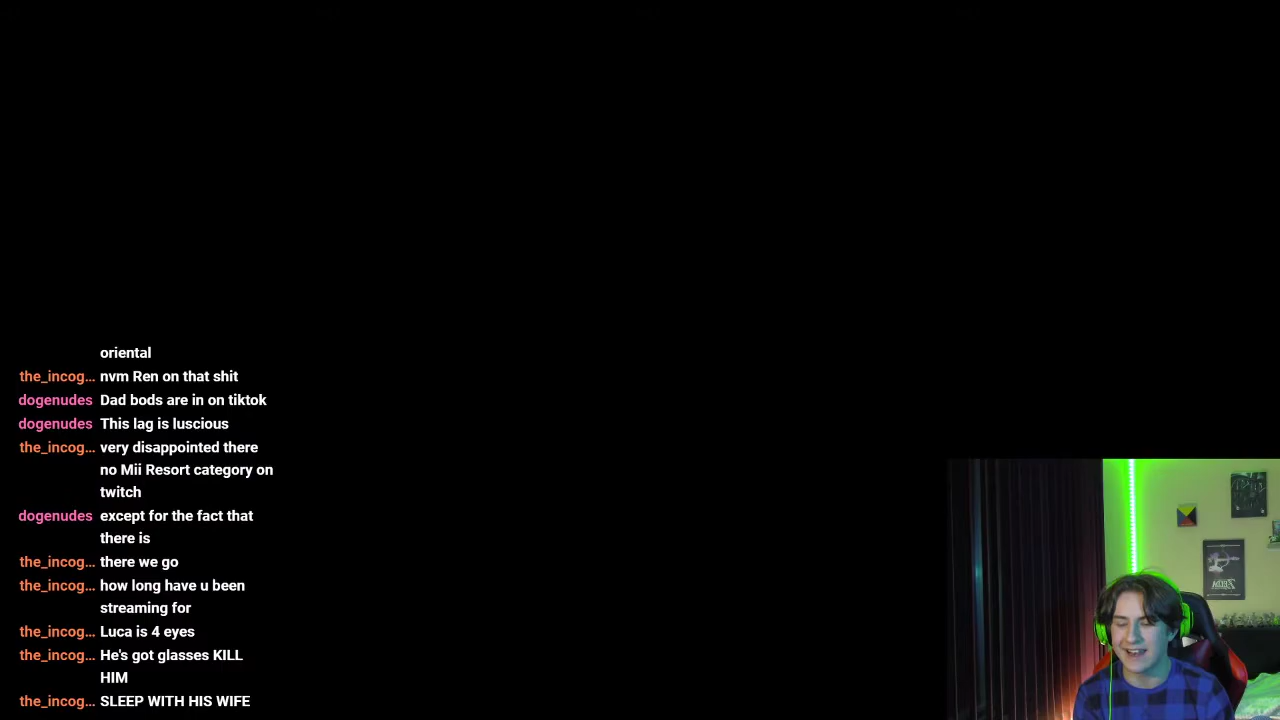 oriental
the_incog... nvm Ren on that shit
dogenudes Dad bods are in on tiktok
dogenudes This lag is luscious
the_incog... very disappointed there
no Mii Resort category on
twitch
dogenudes except for the fact that
there is
the_incog... there we go
the_incog... how long have u been
streaming for
the_incog... Luca is 4 eyes
the_incog... He's got glasses KILL
HIM
the_incog... SLEEP WITH HIS WIFE